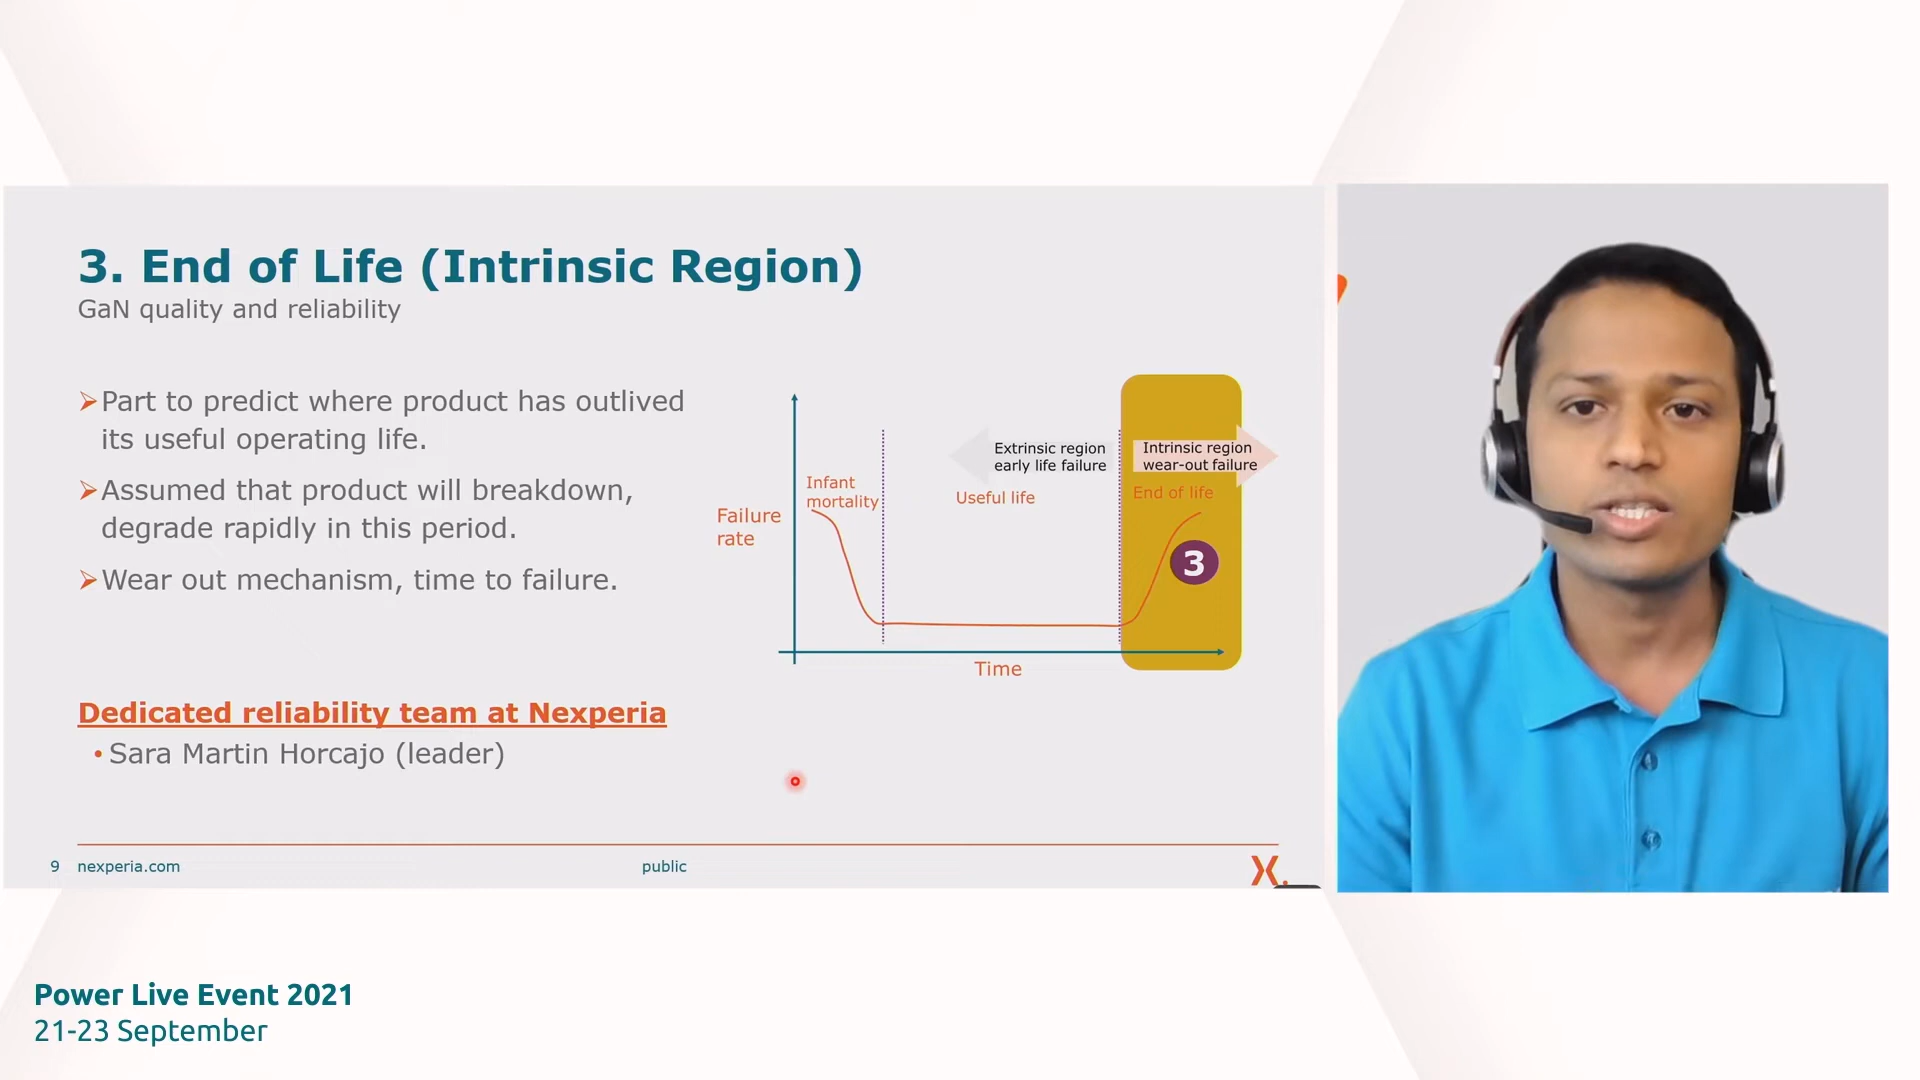 3. End of Life (Intrinsic Region)
GaN quality and reliability
➢Part to predict where product has outlived
its useful operating life.
➢Assumed that product will breakdown,
degrade rapidly in this period.
➢Wear out mechanism, time to failure.
Dedicated reliability team at Nexperia
• Sara Martin Horcajo (leader)
Failure
rate
Infant
mortality
Extrinsic region
early life failure
Useful life
Intrinsic region
wear-out failure
End of life
3
Time
9 nexperia.com public
Power Live Event 2021
21-23 September